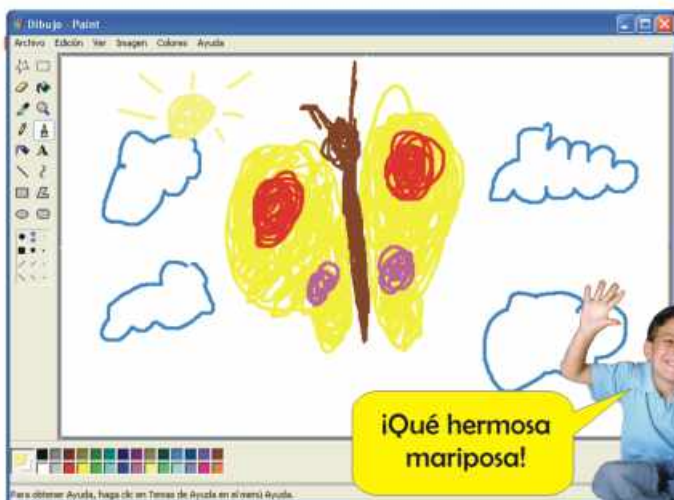 Dibujo - Paint
Archivo Edición Ver Imagen Colores Ayuda
A
¡Qué hermosa
mariposa!
Para obtener Ayuda, haga clic en Temas de Ayuda en el menú Ayuda.